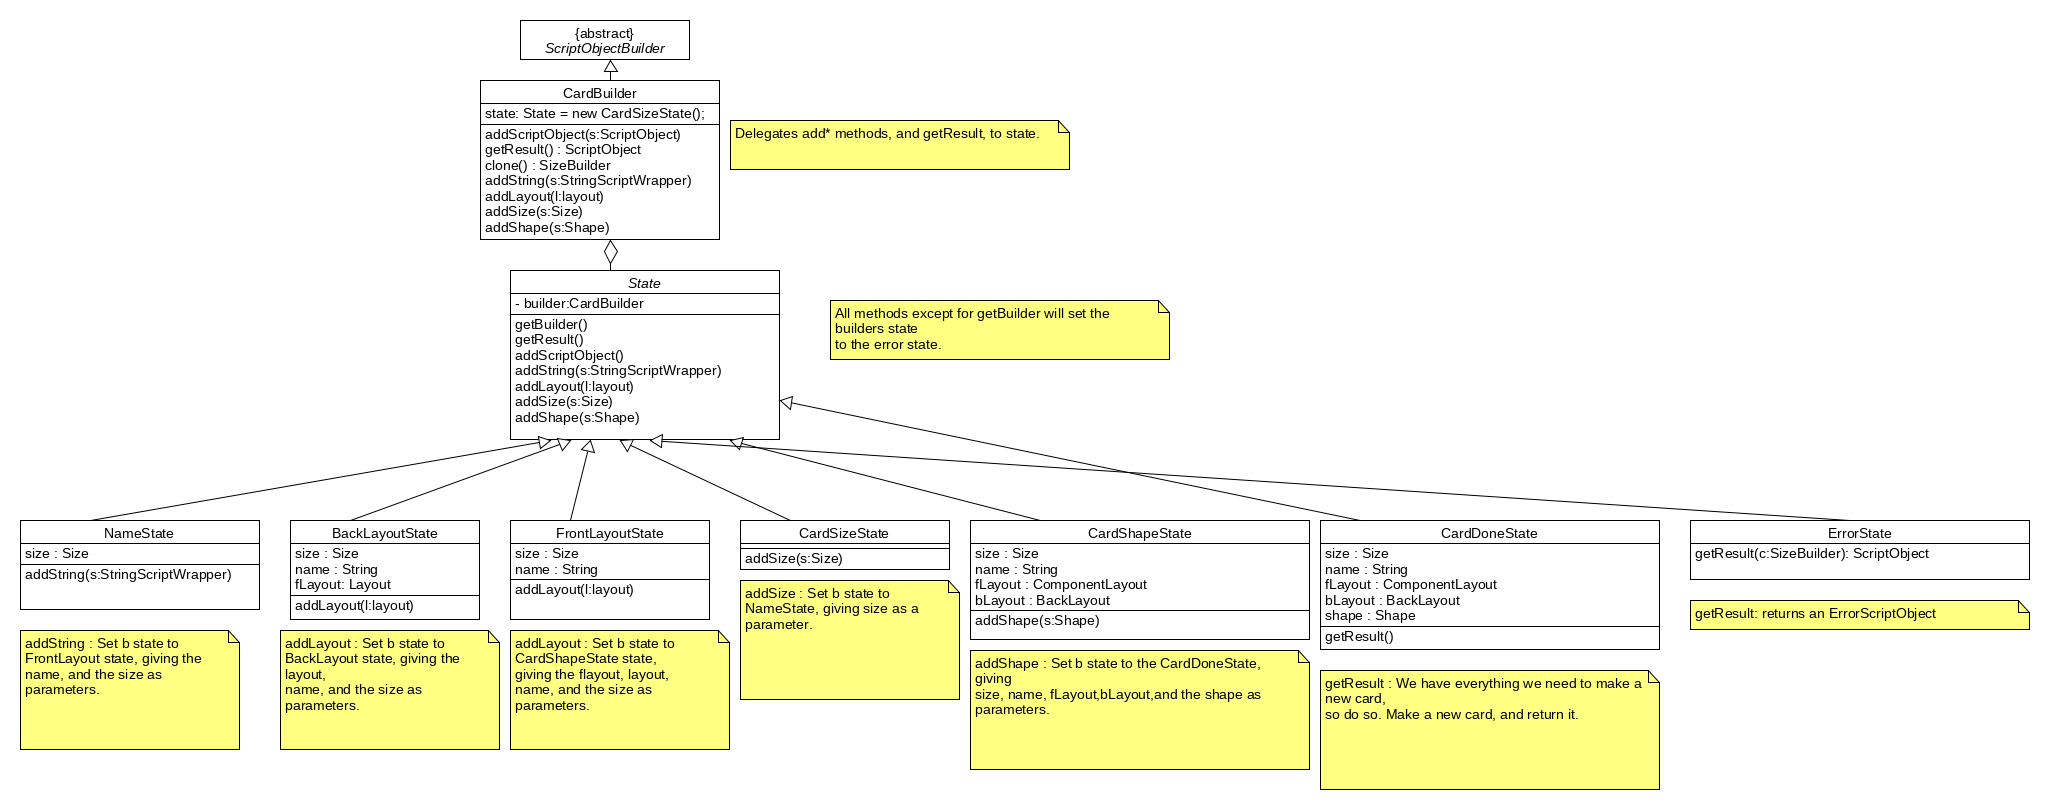 {abstract}
ScriptObjectBuilder
CardBuilder
state: State = new CardSizeState();
addScriptObject(s:ScriptObject)
getResult() : ScriptObject
clone() : SizeBuilder
addString(s:StringScriptWrapper)
addLayout(l:layout)
addSize(s:Size)
addShape(s:Shape)
Delegates add* methods, and getResult, to state.
State
- builder:CardBuilder
getBuilder()
getResult()
addScriptObject()
addString(s:StringScriptWrapper)
addLayout(l:layout)
addSize(s:Size)
addShape(s:Shape)
All methods except for getBuilder will set the
builders state
to the error state.
NameState
size : Size
addString(s:StringScriptWrapper)
addString : Set b state to
FrontLayout state, giving the
name, and the size as
parameters.
BackLayoutState
size : Size
name : String
fLayout: Layout
addLayout(l:layout)
addLayout : Set b state to
BackLayout state, giving the
layout,
name, and the size as
parameters.
FrontLayoutState
size : Size
name : String
addLayout(l:layout)
addLayout : Set b state to
CardShapeState state,
giving the flayout, layout,
name, and the size as
parameters.
CardSizeState
addSize(s:Size)
addSize : Set b state to
NameState, giving size as a
parameter.
CardShapeState
size : Size
name : String
fLayout : ComponentLayout
bLayout : BackLayout
addShape(s:Shape)
addShape : Set b state to the CardDoneState,
giving
size, name, fLayout,bLayout,and the shape as
parameters.
CardDoneState
size : Size
name : String
fLayout : ComponentLayout
bLayout : BackLayout
shape : Shape
getResult()
getResult : We have everything we need to make a
new card,
so do so. Make a new card, and return it.
ErrorState
getResult(c:SizeBuilder): ScriptObject
getResult: returns an ErrorScriptObject